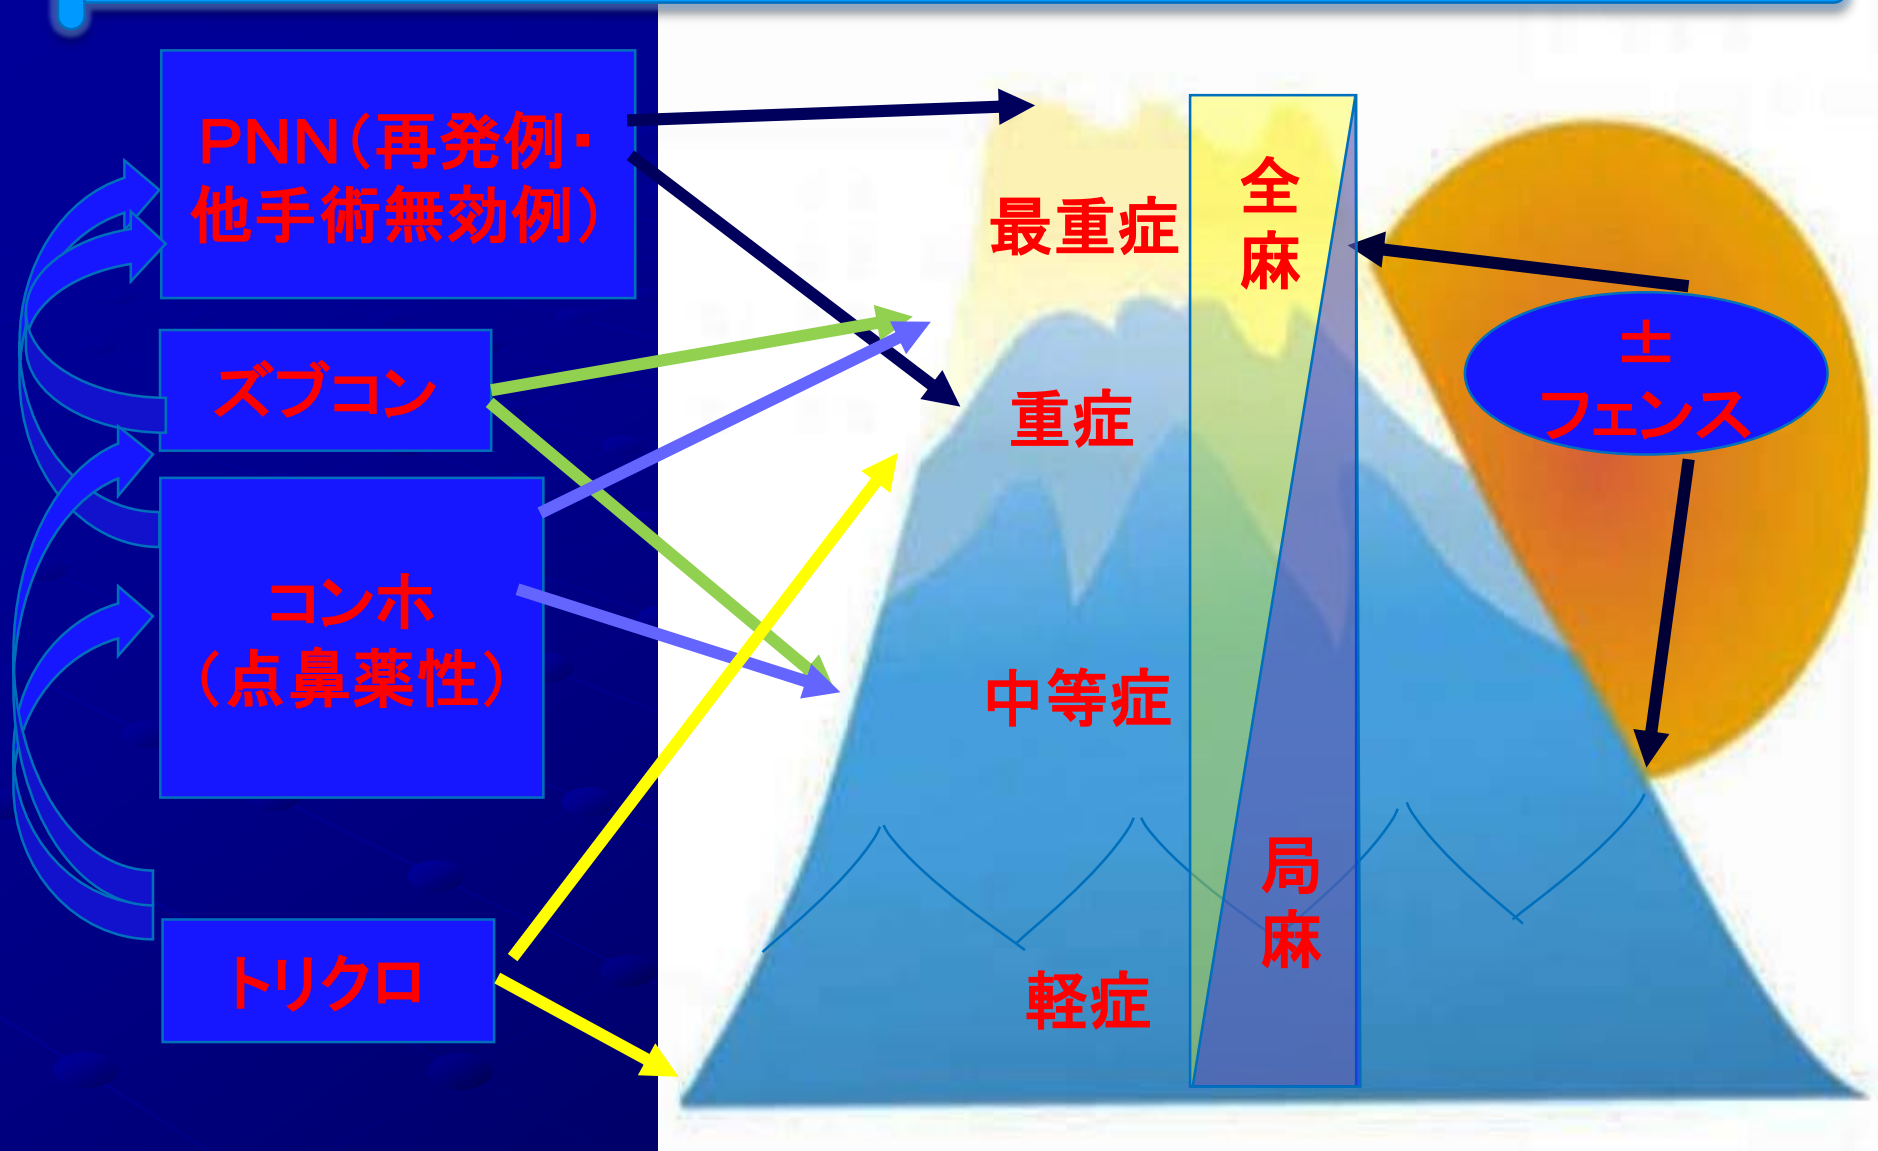 PNN(再発例・
他手術無効例)
ズブコン
コンホ
(点鼻薬性)
トリクロ
最重症
重症
中等症
軽症
全
麻
局
麻
±
フェンス